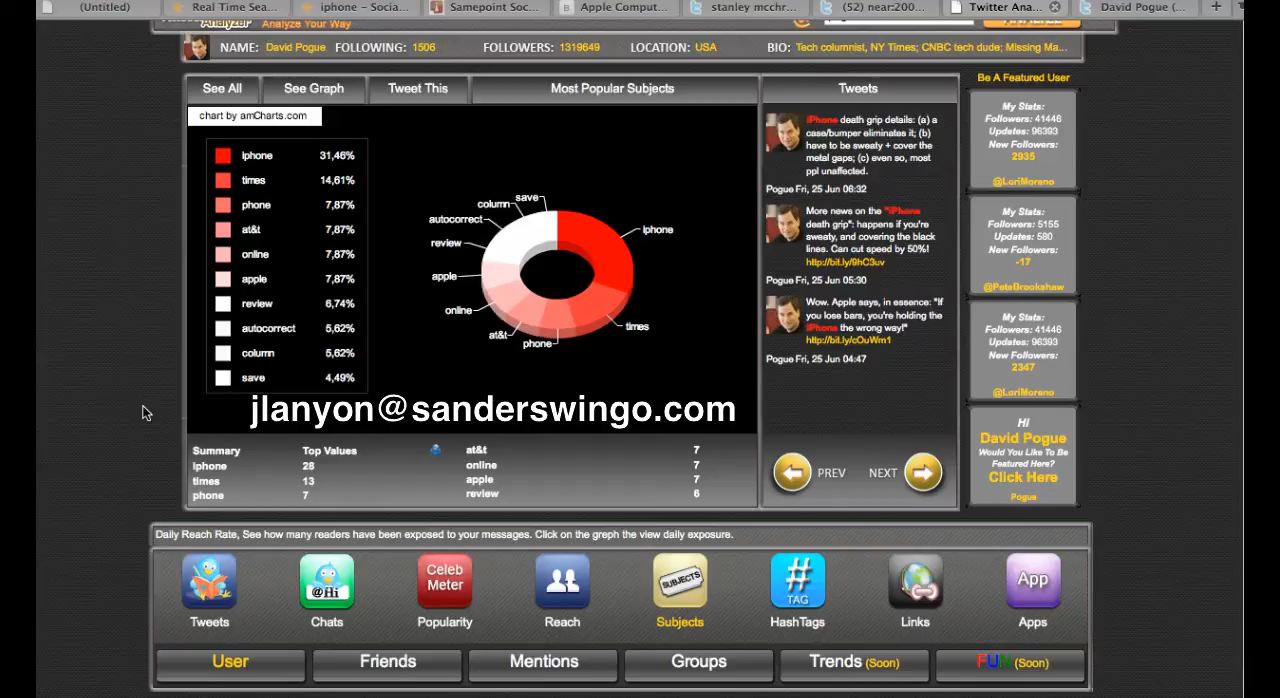 (Untitled)
Real Time Sea...
iphone – Socia...
Samepoint Soc...
Apple Comput...
stanley mcchr...
(52) near:200...
Twitter Ana...
David Pogue (...
Analyze Your Way
NAME: David Pogue FOLLOWING: 1506 FOLLOWERS: 1319649 LOCATION: USA BIO: Tech columnist, NY Times; CNBC tech dude; Missing Ma...
See All
See Graph
Tweet This
Most Popular Subjects
chart by amCharts.com
Iphone 31,46%
times 14,61%
phone 7,87%
at&t 7,87%
online 7,87%
apple 7,87%
review 6,74%
autocorrect 5,62%
column 5,62%
save 4,49%
save
column
autocorrect
review
apple
online
at&t
phone
times
Iphone
jlanyon@sanderswingo.com
Summary Top Values
Iphone 28
times 13
phone 7
at&t 7
online 7
apple 7
review 6
Tweets
iPhone death grip details: (a) a
case/bumper eliminates it; (b)
have to be sweaty + cover the
metal gaps; (c) even so, most
ppl unaffected.
Pogue Fri, 25 Jun 06:32
More news on the "iPhone
death grip": happens if you're
sweaty, and covering the black
lines. Can cut speed by 50%!
http://bit.ly/9hC3uv
Pogue Fri, 25 Jun 05:30
Wow. Apple says, in essence: "If
you lose bars, you're holding the
iPhone the wrong way!"
http://bit.ly/cOuWm1
Pogue Fri, 25 Jun 04:47
PREV NEXT
Be A Featured User
My Stats:
Followers: 41446
Updates: 96393
New Followers:
2935
@LoriMoreno
My Stats:
Followers: 5155
Updates: 580
New Followers:
-17
@PeteBrookshaw
My Stats:
Followers: 41446
Updates: 96393
New Followers:
2347
@LoriMoreno
Hi
David Pogue
Would You Like To Be
Featured Here?
Click Here
Pogue
Daily Reach Rate, See how many readers have been exposed to your messages. Click on the greph the view daily exposure.
@Hi
Celeb
Meter
SUBJECTS
#
TAG
App
Tweets
Chats
Popularity
Reach
Subjects
HashTags
Links
Apps
User
Friends
Mentions
Groups
Trends (Soon)
FUN (Soon)